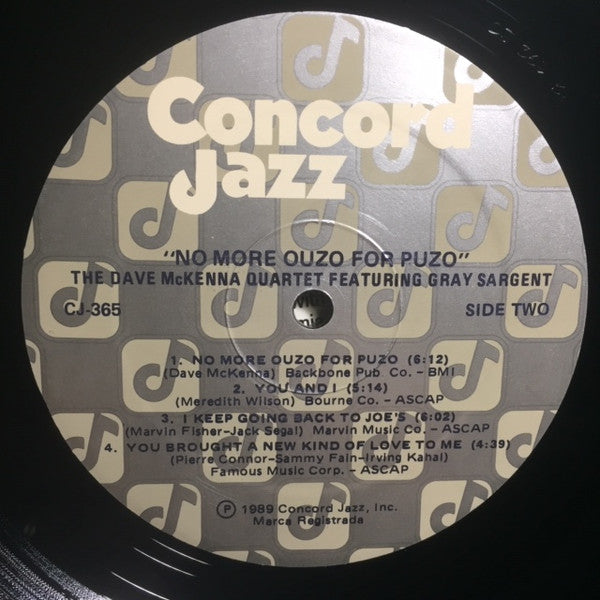 Concord
Jazz
"NO MORE OUZO FOR PUZO"
THE DAVE McKENNA QUARTET FEATURING GRAY SARGENT
CJ-365 SIDE TWO
1. NO MORE OUZO FOR PUZO (6:12)
(Dave McKenna) Backbone Pub. Co. – BMI
2. YOU AND I (5:14)
(Meredith Wilson) Bourne Co. – ASCAP
3. I KEEP GOING BACK TO JOE'S (6:02)
(Marvin Fisher-Jack Segal) Marvin Music Co. – ASCAP
4. YOU BROUGHT A NEW KIND OF LOVE TO ME (4:39)
(Pierre Connor-Sammy Fain-Irving Kahal)
Famous Music Corp. – ASCAP
Ⓟ 1989 Concord Jazz, Inc.
Marca Registrada